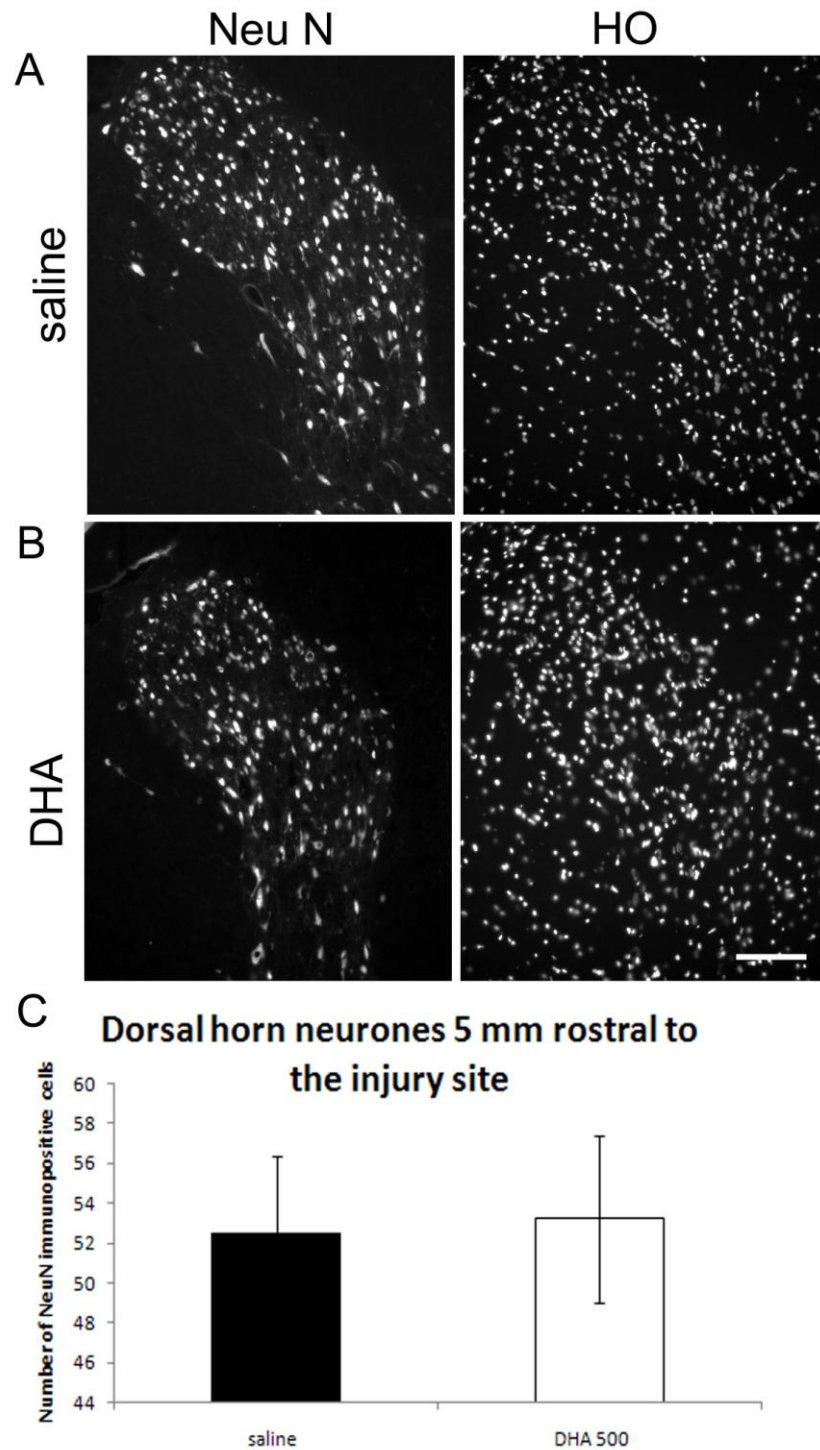 Neu N
HO
A
saline
B
DHA
C
Dorsal horn neurones 5 mm rostral to
the injury site
Number of NeuN immunopositive cells
60
58
56
54
52
50
48
46
44
saline
DHA 500